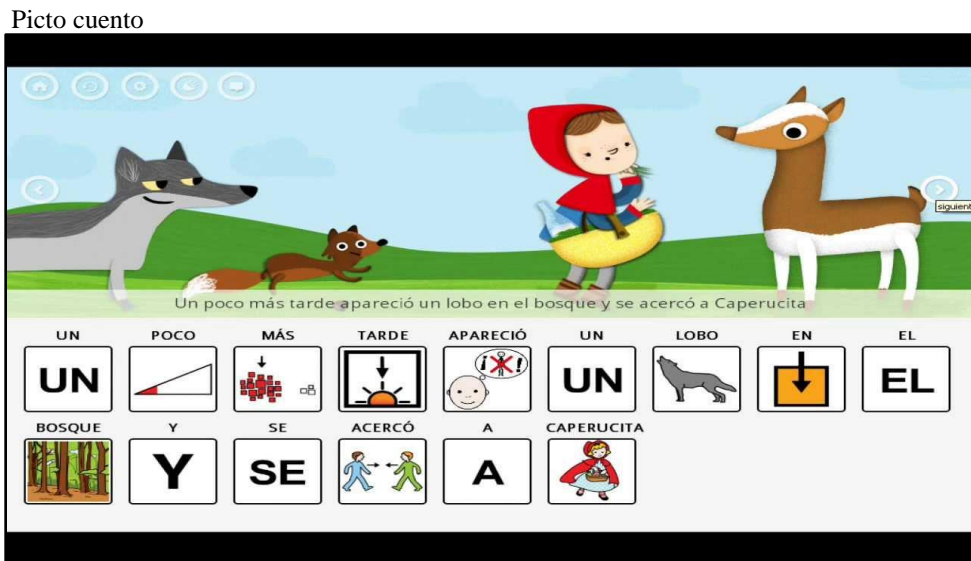 Picto cuento
siguient
Un poco más tarde apareció un lobo en el bosque y se acercó a Caperucita
UN POCO MÁS TARDE APARECIÓ UN LOBO EN EL
UN UN EL
BOSQUE Y SE ACERCÓ A CAPERUCITA
Y SE A